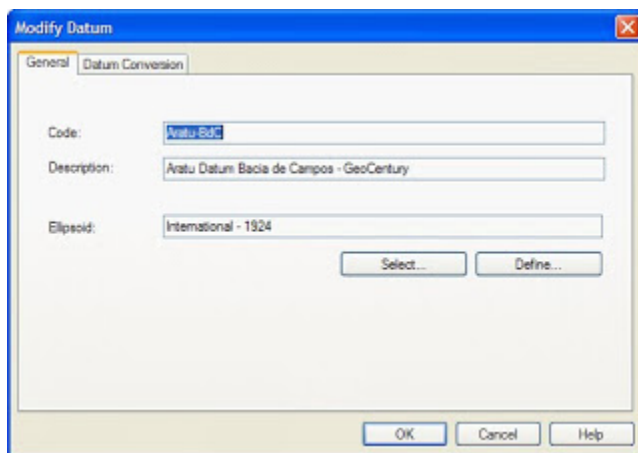 Modify Datum
General Datum Conversion
Code: Aratu-BdC
Description: Aratu Datum Bacia de Campos - GeoCentury
Ellipsoid: International - 1924
Select... Define...
OK Cancel Help